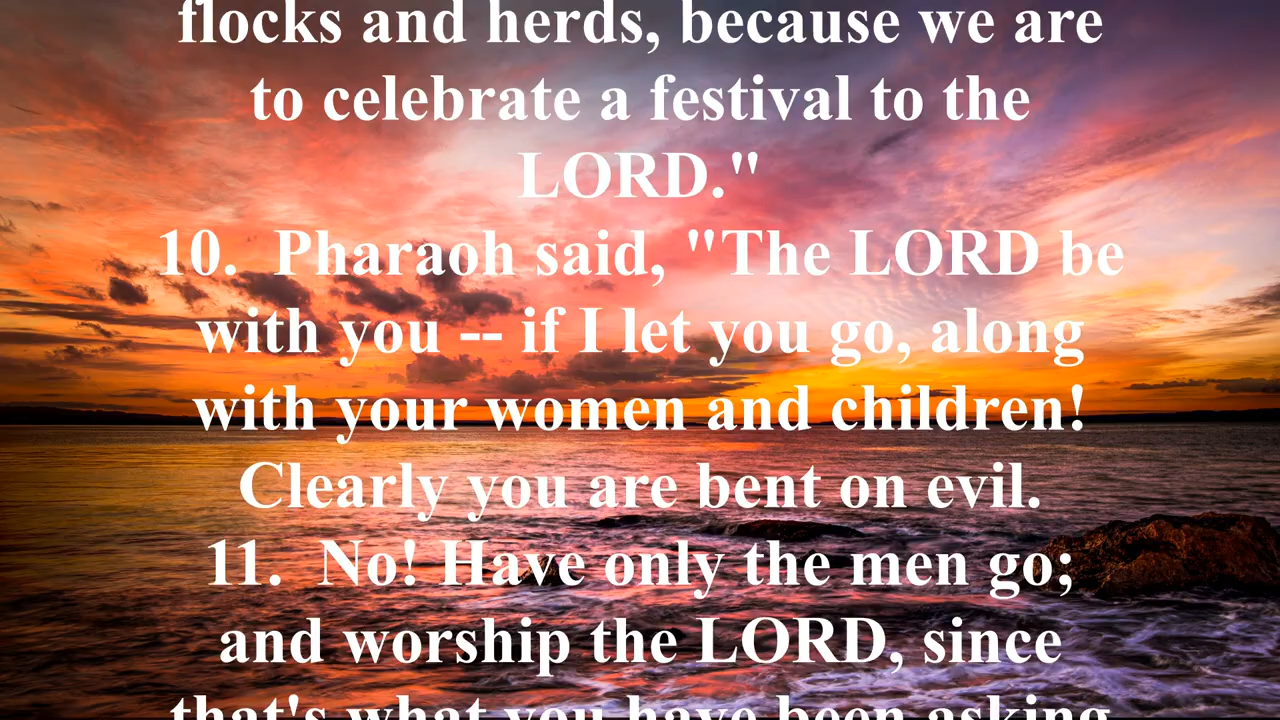 flocks and herds, because we are
to celebrate a festival to the
LORD."
10. Pharaoh said, "The LORD be
with you -- if I let you go, along
with your women and children!
Clearly you are bent on evil.
11. No! Have only the men go;
and worship the LORD, since
that's what you have been asking